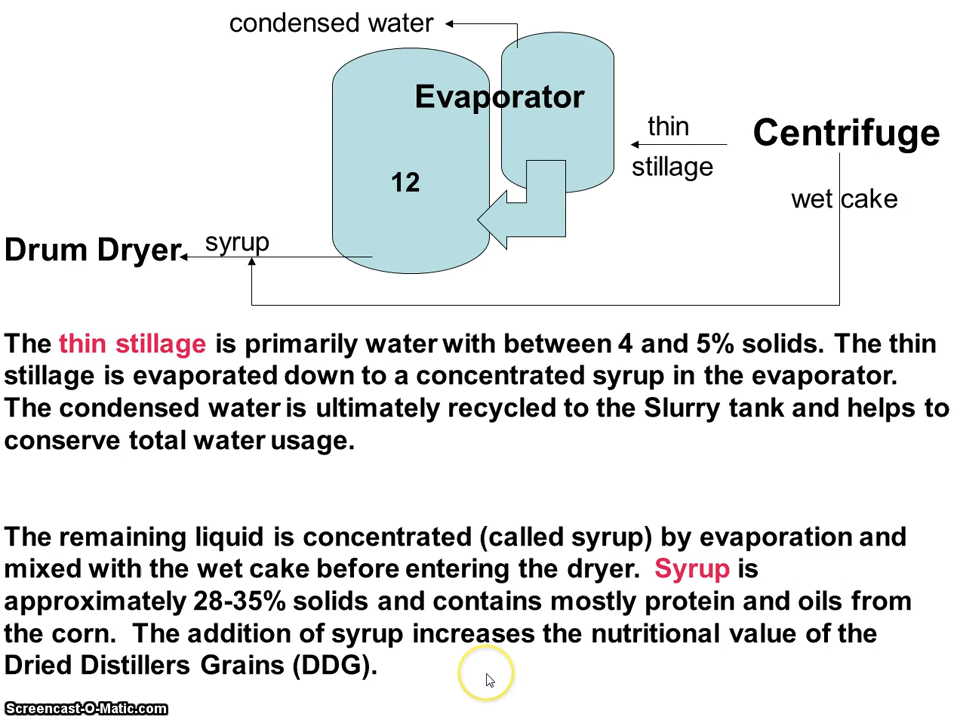 condensed water
Evaporator
thin
stillage
Centrifuge
12
wet cake
Drum Dryer
syrup
The thin stillage is primarily water with between 4 and 5% solids. The thin
stillage is evaporated down to a concentrated syrup in the evaporator.
The condensed water is ultimately recycled to the Slurry tank and helps to
conserve total water usage.
The remaining liquid is concentrated (called syrup) by evaporation and
mixed with the wet cake before entering the dryer. Syrup is
approximately 28-35% solids and contains mostly protein and oils from
the corn. The addition of syrup increases the nutritional value of the
Dried Distillers Grains (DDG).
Screencast-O-Matic.com